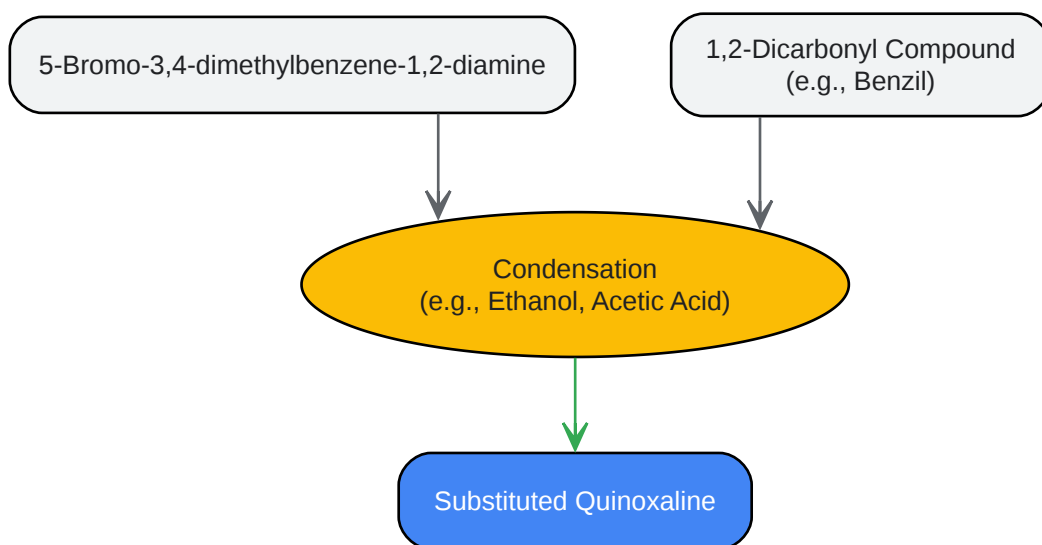 5-Bromo-3,4-dimethylbenzene-1,2-diamine
1,2-Dicarbonyl Compound
(e.g., Benzil)
Condensation
(e.g., Ethanol, Acetic Acid)
Substituted Quinoxaline